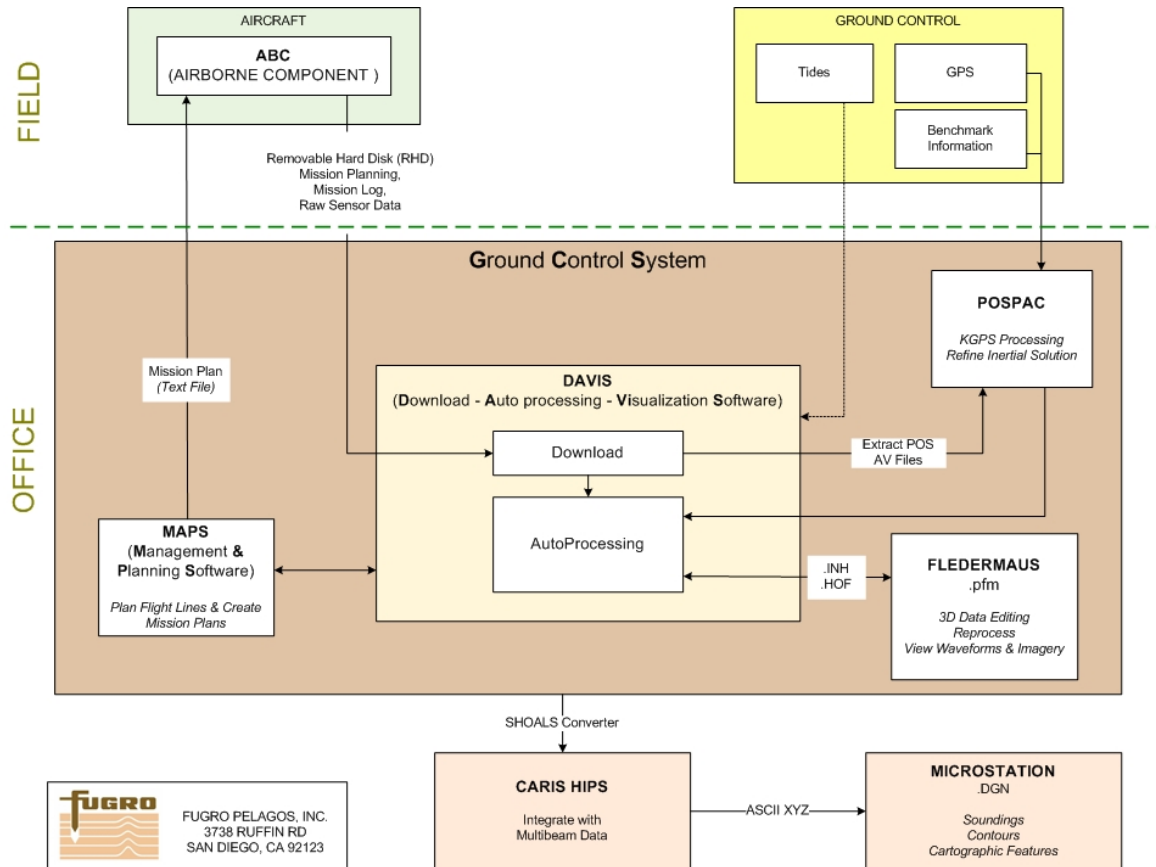 FIELD
AIRCRAFT
ABC
(AIRBORNE COMPONENT )
GROUND CONTROL
Tides
GPS
Benchmark
Information
Removable Hard Disk (RHD)
Mission Planning,
Mission Log,
Raw Sensor Data
OFFICE
Ground Control System
POSPAC
KGPS Processing
Refine Inertial Solution
Mission Plan
(Text File)
DAVIS
(Download - Auto processing - Visualization Software)
Download
Extract POS
AV Files
AutoProcessing
MAPS
(Management &
Planning Software)
Plan Flight Lines & Create
Mission Plans
.INH
.HOF
FLEDERMAUS
.pfm
3D Data Editing
Reprocess
View Waveforms & Imagery
SHOALS Converter
CARIS HIPS
Integrate with
Multibeam Data
ASCII XYZ
MICROSTATION
.DGN
Soundings
Contours
Cartographic Features
FUGRO
FUGRO PELAGOS, INC.
3738 RUFFIN RD
SAN DIEGO, CA 92123